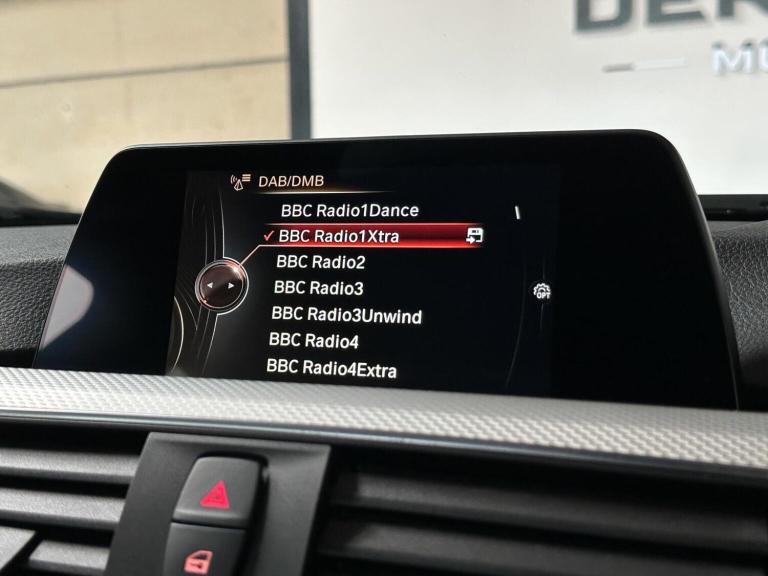 DAB/DMB
BBC Radio1Dance
BBC Radio1Xtra
BBC Radio2
BBC Radio3
OPT
BBC Radio3Unwind
BBC Radio4
BBC Radio4Extra